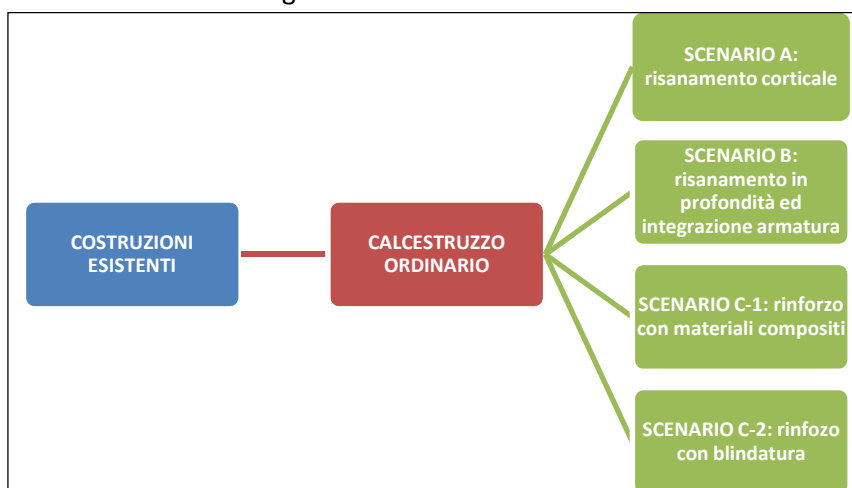 COSTRUZIONI
ESISTENTI
CALCESTRUZZO
ORDINARIO
SCENARIO A:
risanamento corticale
SCENARIO B:
risanamento in
profondità ed
integrazione armatura
SCENARIO C-1: rinforzo
con materiali compositi
SCENARIO C-2: rinfozo
con blindatura